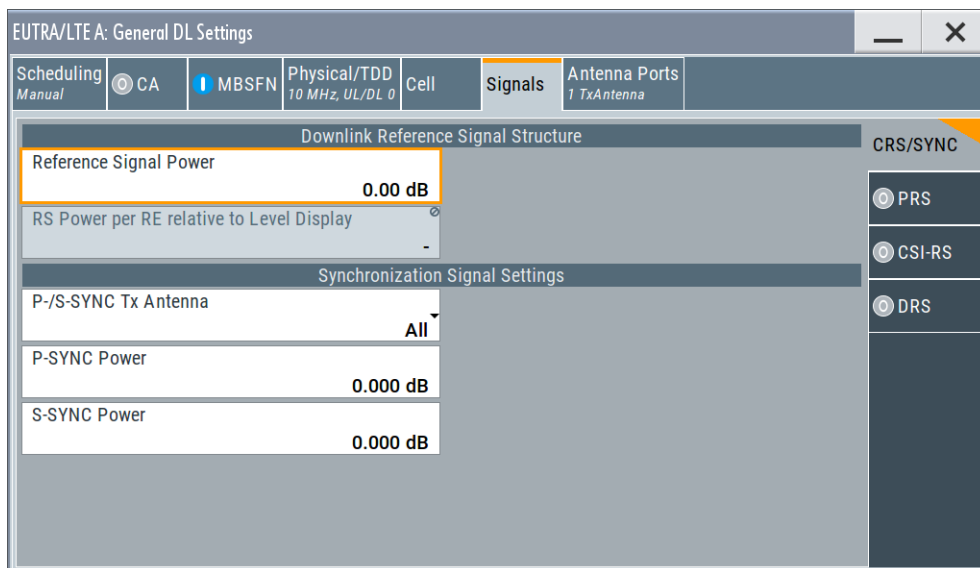 EUTRA/LTE A: General DL Settings
Scheduling
Manual
CA
MBSFN
Physical/TDD
10 MHz, UL/DL 0
Cell
Signals
Antenna Ports
1 TxAntenna
Downlink Reference Signal Structure
Reference Signal Power
0.00 dB
RS Power per RE relative to Level Display
-
Synchronization Signal Settings
P-/S-SYNC Tx Antenna
All
P-SYNC Power
0.000 dB
S-SYNC Power
0.000 dB
CRS/SYNC
PRS
CSI-RS
DRS